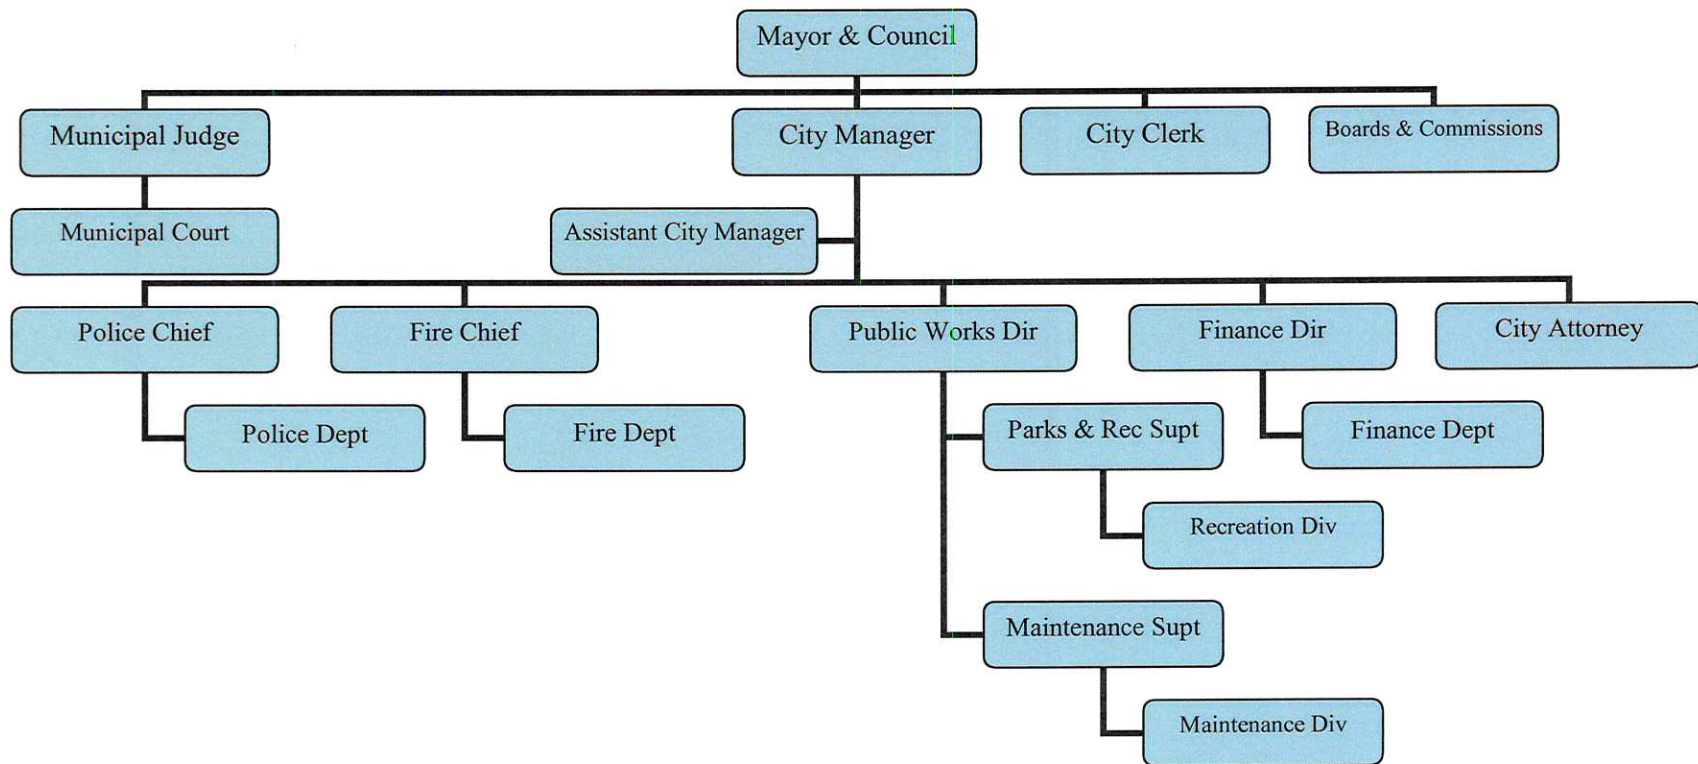 Mayor & Council
Municipal Judge
City Manager
City Clerk
Boards & Commissions
Municipal Court
Assistant City Manager
Police Chief
Fire Chief
Public Works Dir
Finance Dir
City Attorney
Police Dept
Fire Dept
Parks & Rec Supt
Finance Dept
Recreation Div
Maintenance Supt
Maintenance Div